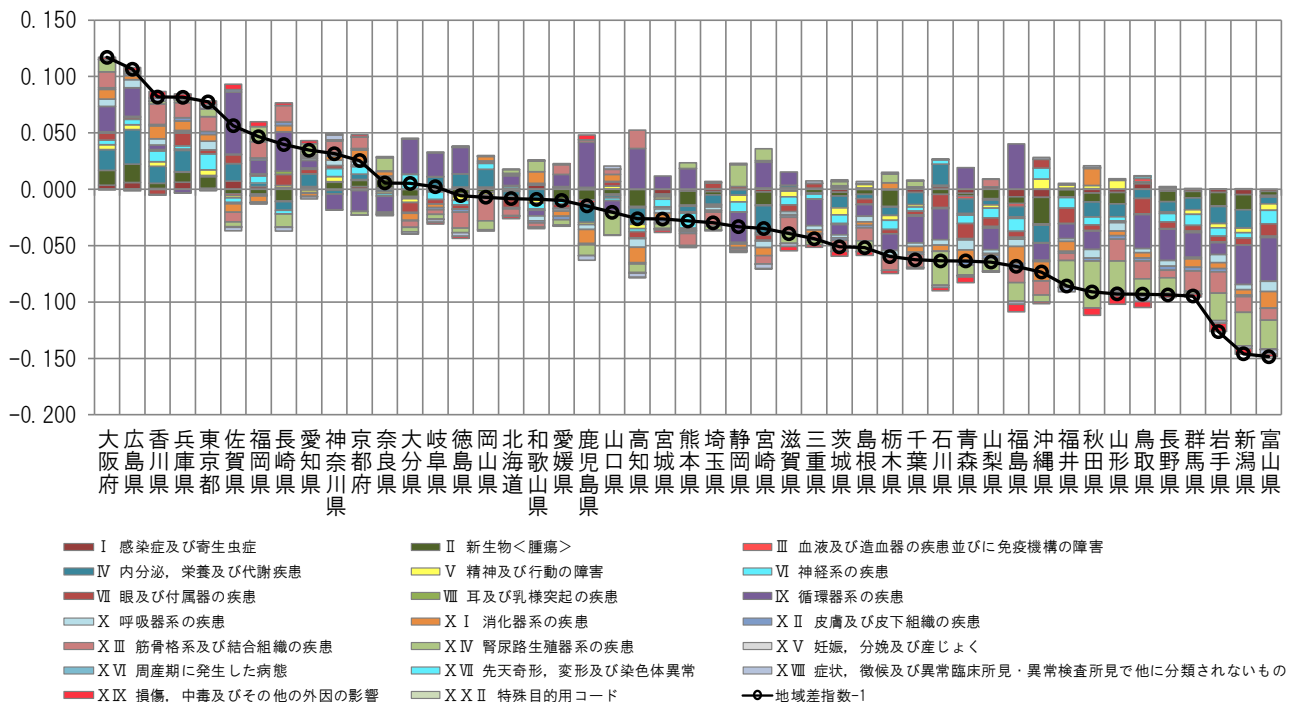 0.150
0.100
0.050
0.000
-0.050
-0.100
-0.150
-0.200
大阪府
広島県
香川県
兵庫県
東京都
佐賀県
福岡県
長崎県
愛知県
神奈川県
京都府
奈良県
大分県
岐阜県
徳島県
岡山県
北海道
和歌山県
愛媛県
鹿児島県
山口県
高知県
宮城県
熊本県
埼玉県
静岡県
宮崎県
滋賀県
三重県
茨城県
島根県
栃木県
千葉県
石川県
青森県
山梨県
福島県
沖縄県
福井県
秋田県
山形県
鳥取県
長野県
群馬県
岩手県
新潟県
富山県
Ⅰ 感染症及び寄生虫症
Ⅱ 新生物＜腫瘍＞
Ⅲ 血液及び造血器の疾患並びに免疫機構の障害
Ⅳ 内分泌，栄養及び代謝疾患
Ⅴ 精神及び行動の障害
Ⅵ 神経系の疾患
Ⅶ 眼及び付属器の疾患
Ⅷ 耳及び乳様突起の疾患
Ⅸ 循環器系の疾患
Ⅹ 呼吸器系の疾患
ⅩⅠ 消化器系の疾患
ⅩⅡ 皮膚及び皮下組織の疾患
ⅩⅢ 筋骨格系及び結合組織の疾患
ⅩⅣ 腎尿路生殖器系の疾患
ⅩⅤ 妊娠，分娩及び産じょく
ⅩⅥ 周産期に発生した病態
ⅩⅦ 先天奇形，変形及び染色体異常
ⅩⅧ 症状，徴候及び異常臨床所見・異常検査所見で他に分類されないもの
ⅩⅨ 損傷，中毒及びその他の外因の影響
ⅩⅩⅡ 特殊目的用コード
地域差指数-1